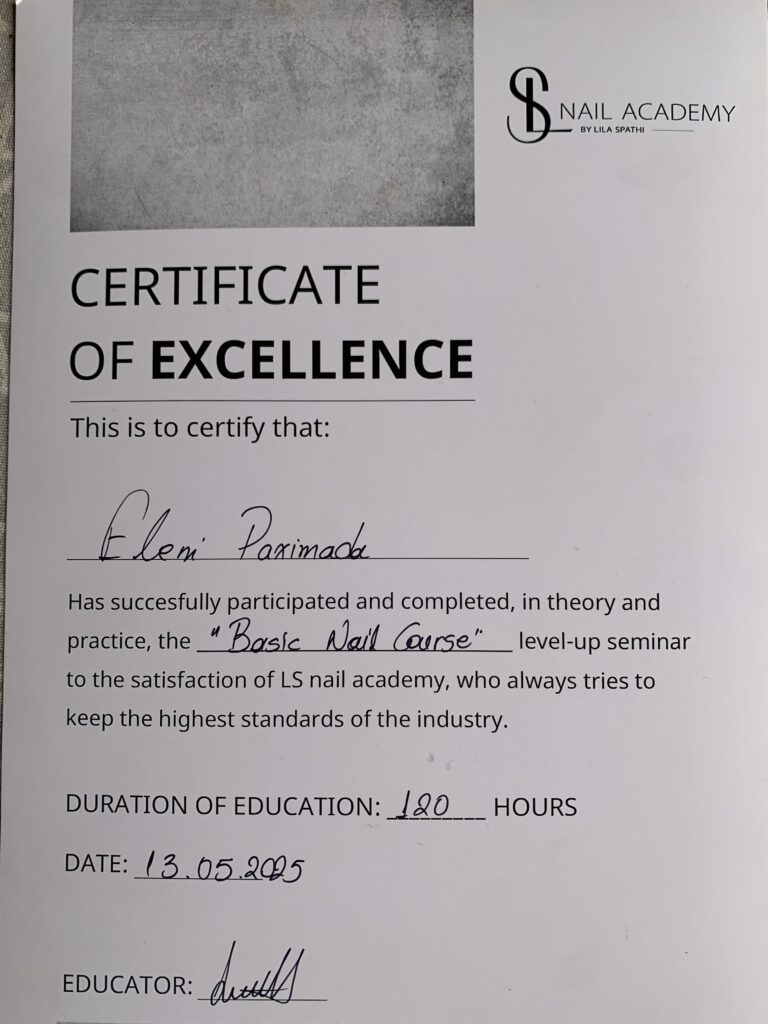 LS NAIL ACADEMY
BY LILA SPATHI
CERTIFICATE
OF EXCELLENCE
This is to certify that:
Eleni Paximada
Has succesfully participated and completed, in theory and
practice, the "Basic Nail Course" level-up seminar
to the satisfaction of LS nail academy, who always tries to
keep the highest standards of the industry.
DURATION OF EDUCATION: 120 HOURS
DATE: 13.05.2025
EDUCATOR: